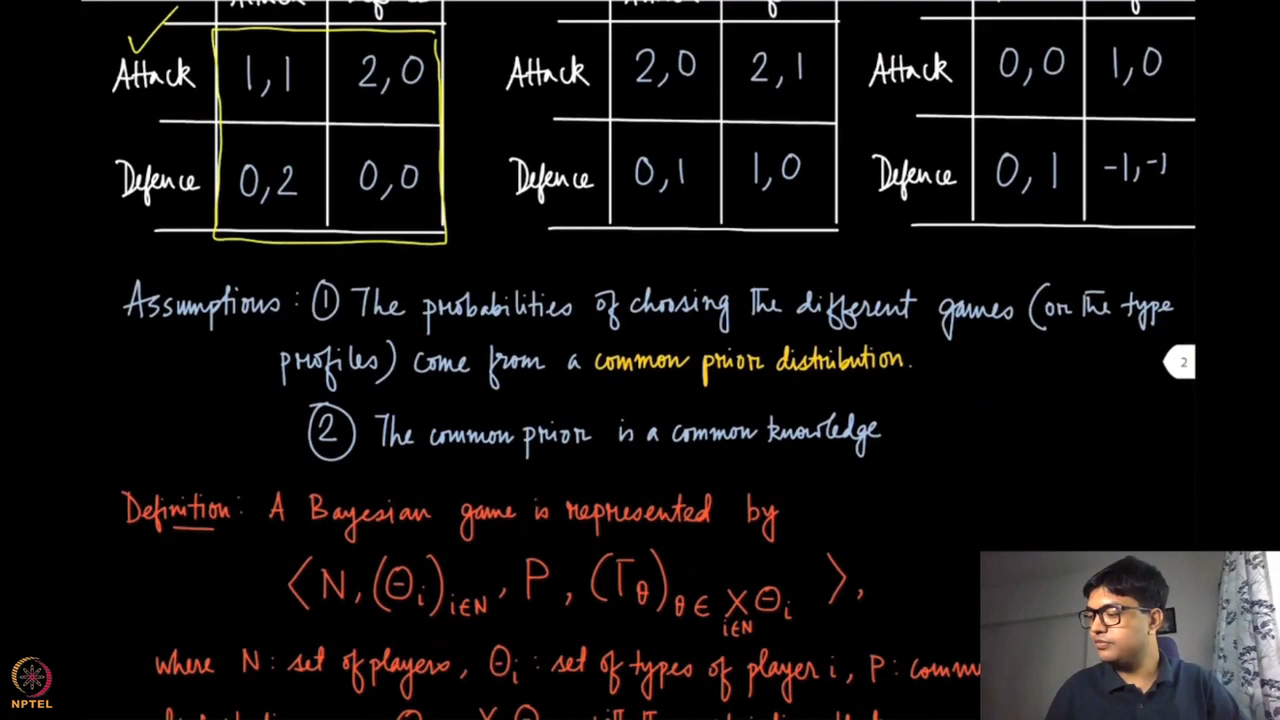 Attack 1,1 2,0 Attack 2,0 2,1 Attack 0,0 1,0
Defence 0,2 0,0 Defence 0,1 1,0 Defence 0,1 -1,-1
Assumptions: ① The probabilities of choosing the different games (or the type
profiles) come from a common prior distribution.
2
② The common prior is a common knowledge
Definition: A Bayesian game is represented by
⟨N, (Θi)i∈N, P, (Γθ)θ∈ X i∈N Θi ⟩,
where N: set of players, Θi: set of types of player i, P:
NPTEL